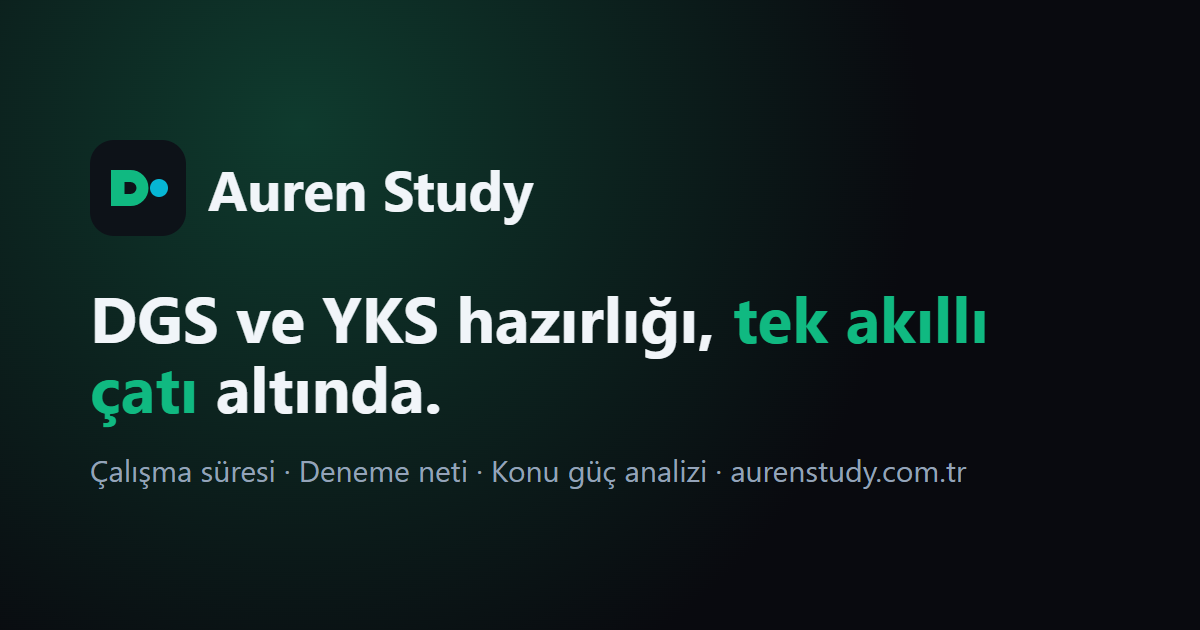 D
Auren Study
DGS ve YKS hazırlığı, tek akıllı
çatı altında.
Çalışma süresi · Deneme neti · Konu güç analizi · aurenstudy.com.tr